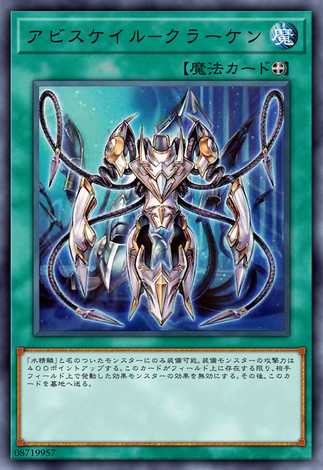 アビスケイル－クラーケン
魔
【魔法カード】
「水精鱗」と名のついたモンスターにのみ装備可能。装備モンスターの攻撃力は
４００ポイントアップする。このカードがフィールド上に存在する限り、相手
フィールド上で発動した効果モンスターの効果を無効にする。その後、このカー
ドを墓地へ送る。
08719957